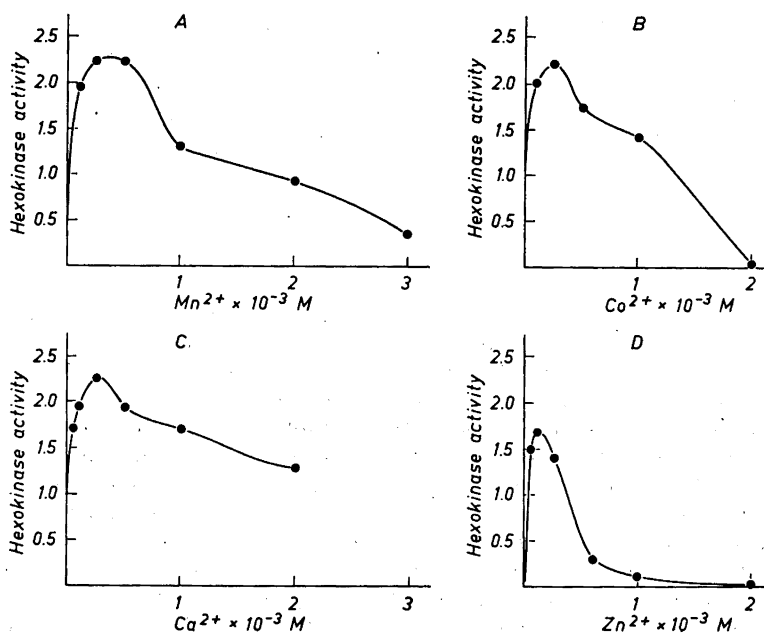 A
Hexokinase activity
2.5
2.0
1.5
1.0
0.5
1 2 3
Mn2+ × 10-3 M
B
Hexokinase activity
2.5
2.0
1.5
1.0
0.5
1 2
Co2+ × 10-3 M
C
Hexokinase activity
2.5
2.0
1.5
1.0
0.5
1 2 3
Ca2+ × 10-3 M
D
Hexokinase activity
2.5
2.0
1.5
1.0
0.5
1 2
Zn2+ × 10-3 M